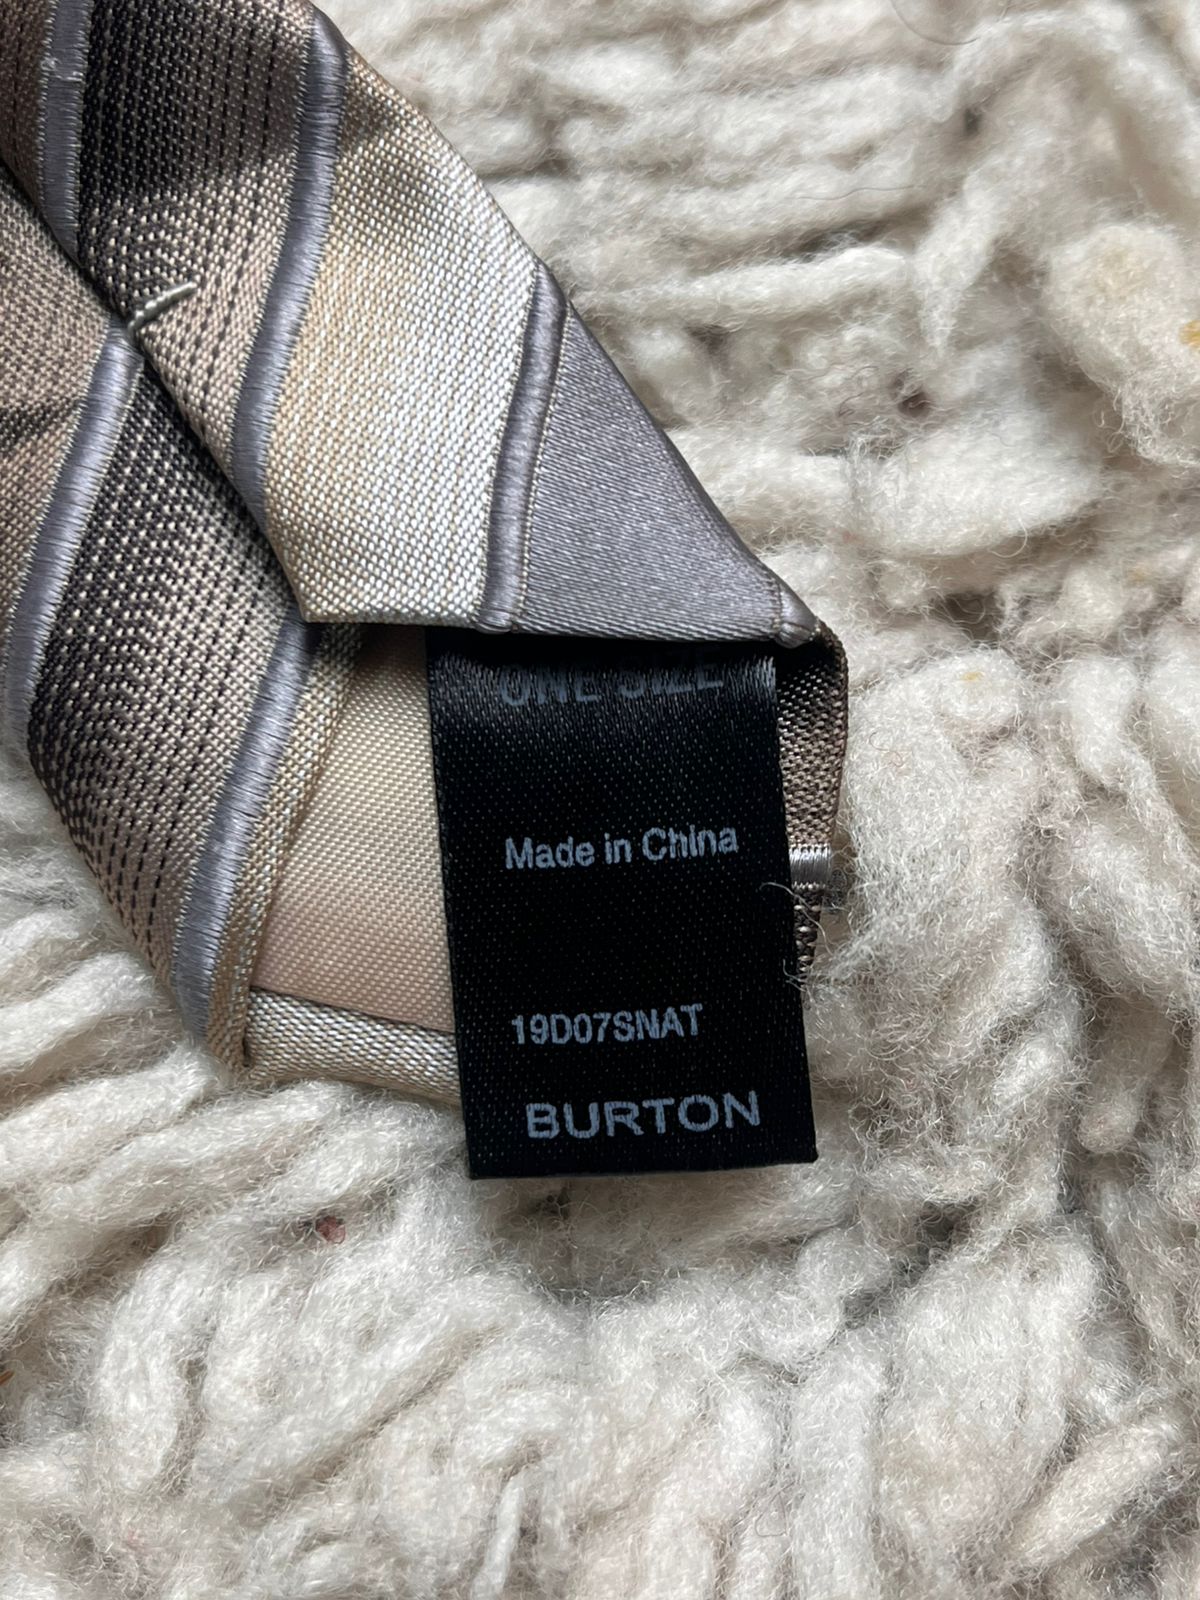 ONE SIZE
Made in China
19D07SNAT
BURTON